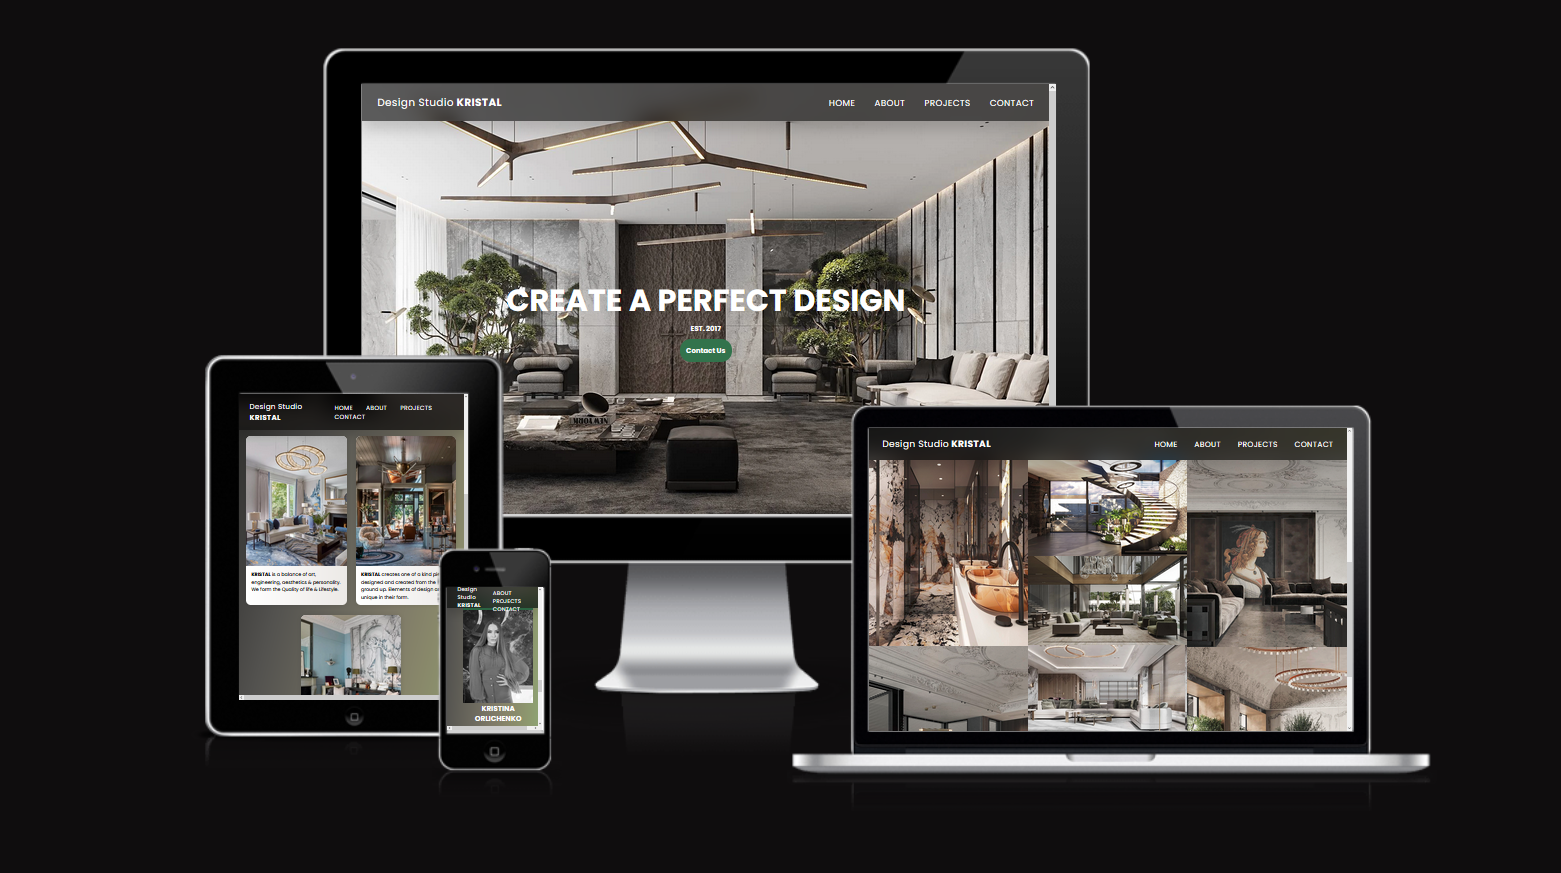 Design Studio KRISTAL
HOME ABOUT PROJECTS CONTACT
CREATE A PERFECT DESIGN
EST. 2017
Contact Us
NEW YORK
Design Studio
KRISTAL
HOME ABOUT PROJECTS
CONTACT
KRISTAL is a balance of art,
engineering, aesthetics & personality.
We form the Quality of life & Lifestyle.
KRISTAL creates one of a kind
designed and created from the
ground up. Elements of design
unique in their form.
Design
Studio
KRISTAL
ABOUT
PROJECTS
CONTACT
KRISTINA
ORLICHENKO
Design Studio KRISTAL
HOME ABOUT PROJECTS CONTACT